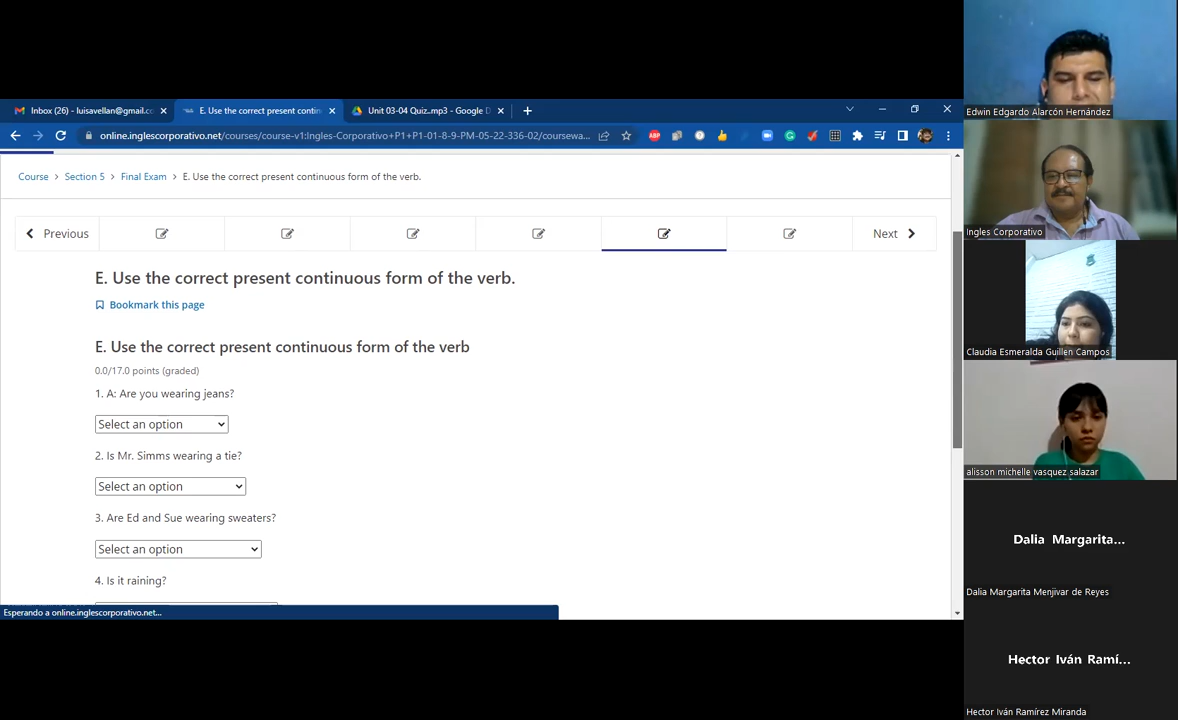 Inbox (26) - luisavellan@gmail.co
E. Use the correct present contin
Unit 03-04 Quiz..mp3 - Google D
online.inglescorporativo.net/courses/course-v1:Ingles-Corporativo+P1+P1-01-8-9-PM-05-22-336-02/coursewa...
Course > Section 5 > Final Exam > E. Use the correct present continuous form of the verb.
Previous
Next
E. Use the correct present continuous form of the verb.
Bookmark this page
E. Use the correct present continuous form of the verb
0.0/17.0 points (graded)
1. A: Are you wearing jeans?
Select an option
2. Is Mr. Simms wearing a tie?
Select an option
3. Are Ed and Sue wearing sweaters?
Select an option
4. Is it raining?
Esperando a online.inglescorporativo.net...
Edwin Edgardo Alarcón Hernández
Ingles Corporativo
Claudia Esmeralda Guillen Campos
alisson michelle vasquez salazar
Dalia Margarita...
Dalia Margarita Menjivar de Reyes
Hector Iván Ramí...
Hector Iván Ramírez Miranda